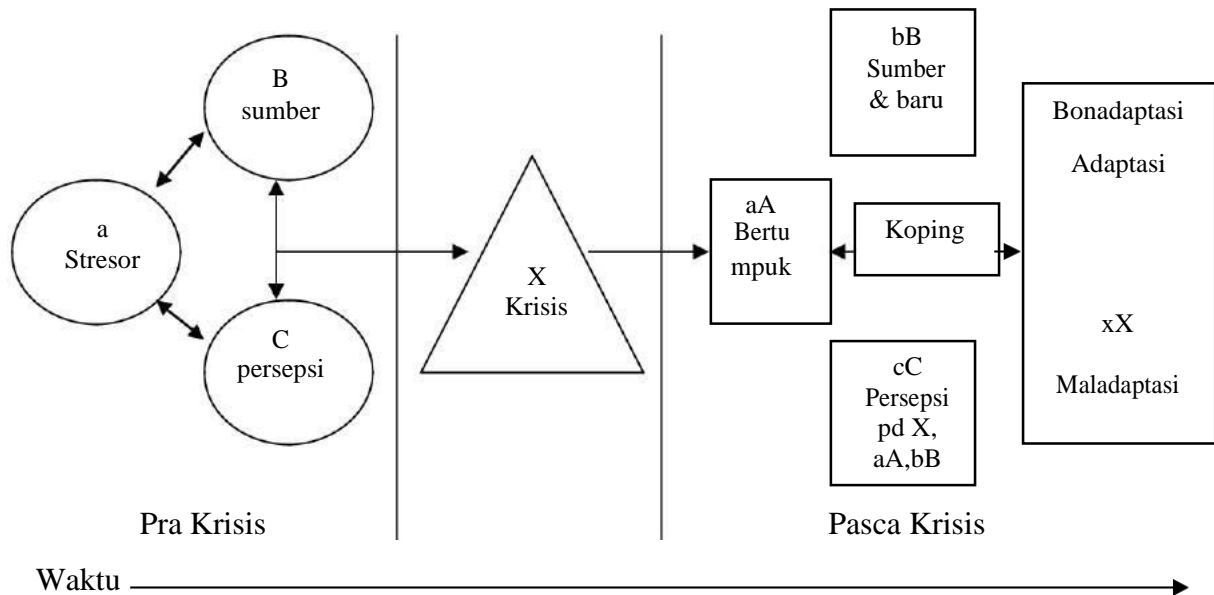 B
sumber
a
Stresor
C
persepsi
X
Krisis
aA
Bertu
mpuk
bB
Sumber
& baru
Koping
cC
Persepsi
pd X,
aA,bB
Bonadaptasi
Adaptasi
xX
Maladaptasi
Pra Krisis
Pasca Krisis
Waktu